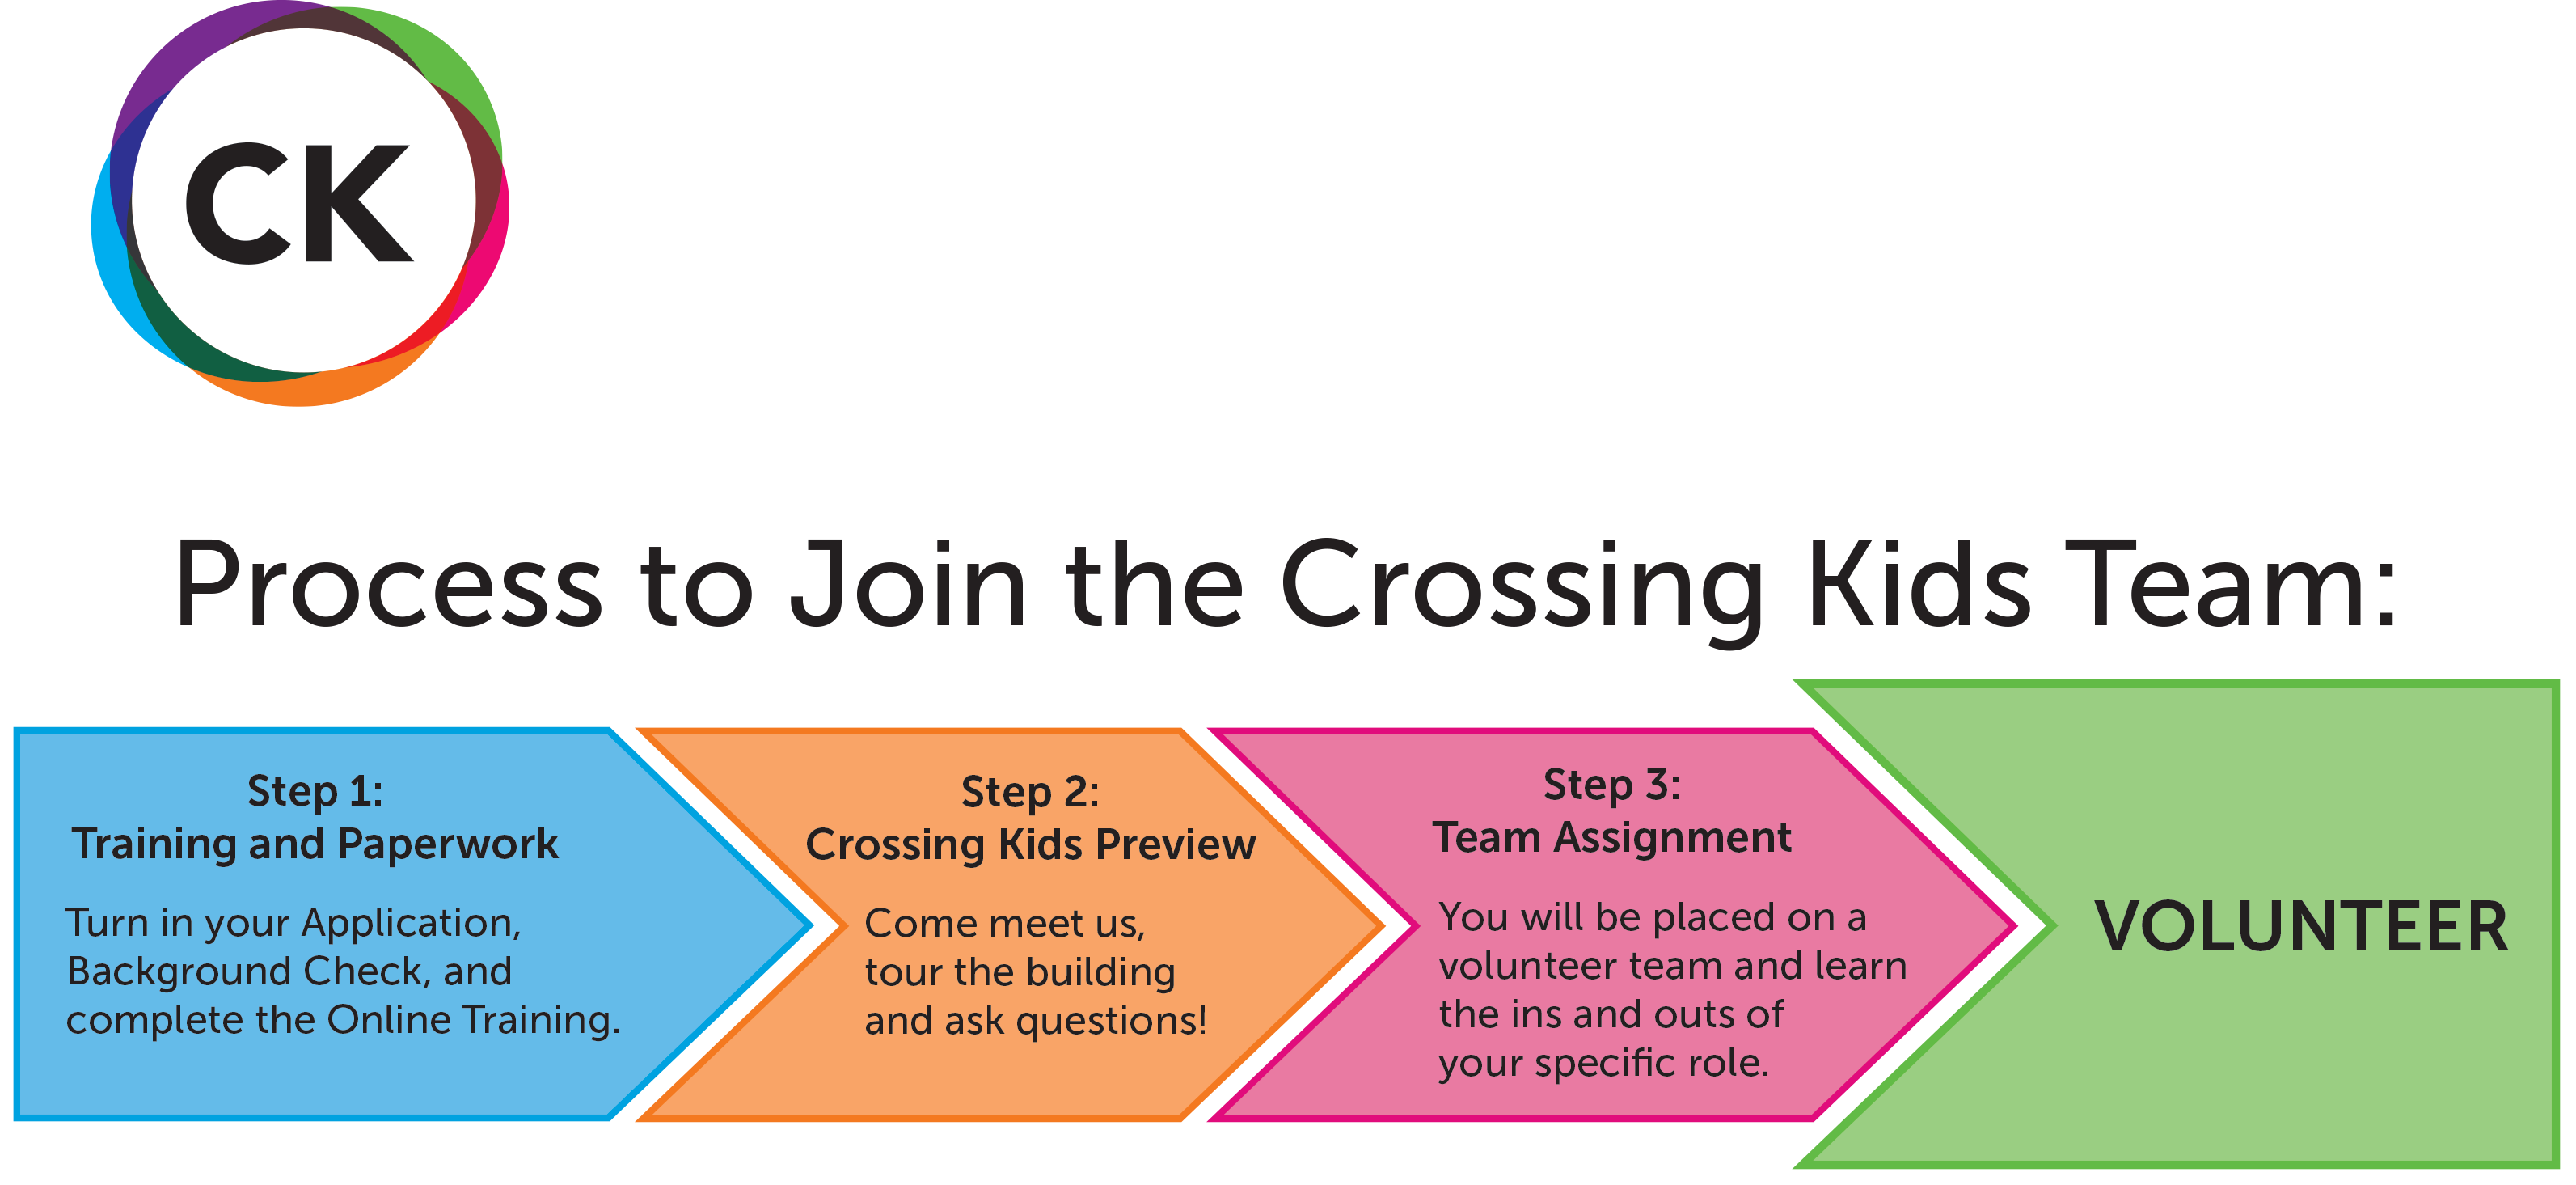 CK
Process to Join the Crossing Kids Team:
Step 1:
Training and Paperwork
Turn in your Application,
Background Check, and
complete the Online Training.
Step 2:
Crossing Kids Preview
Come meet us,
tour the building
and ask questions!
Step 3:
Team Assignment
You will be placed on a
volunteer team and learn
the ins and outs of
your specific role.
VOLUNTEER